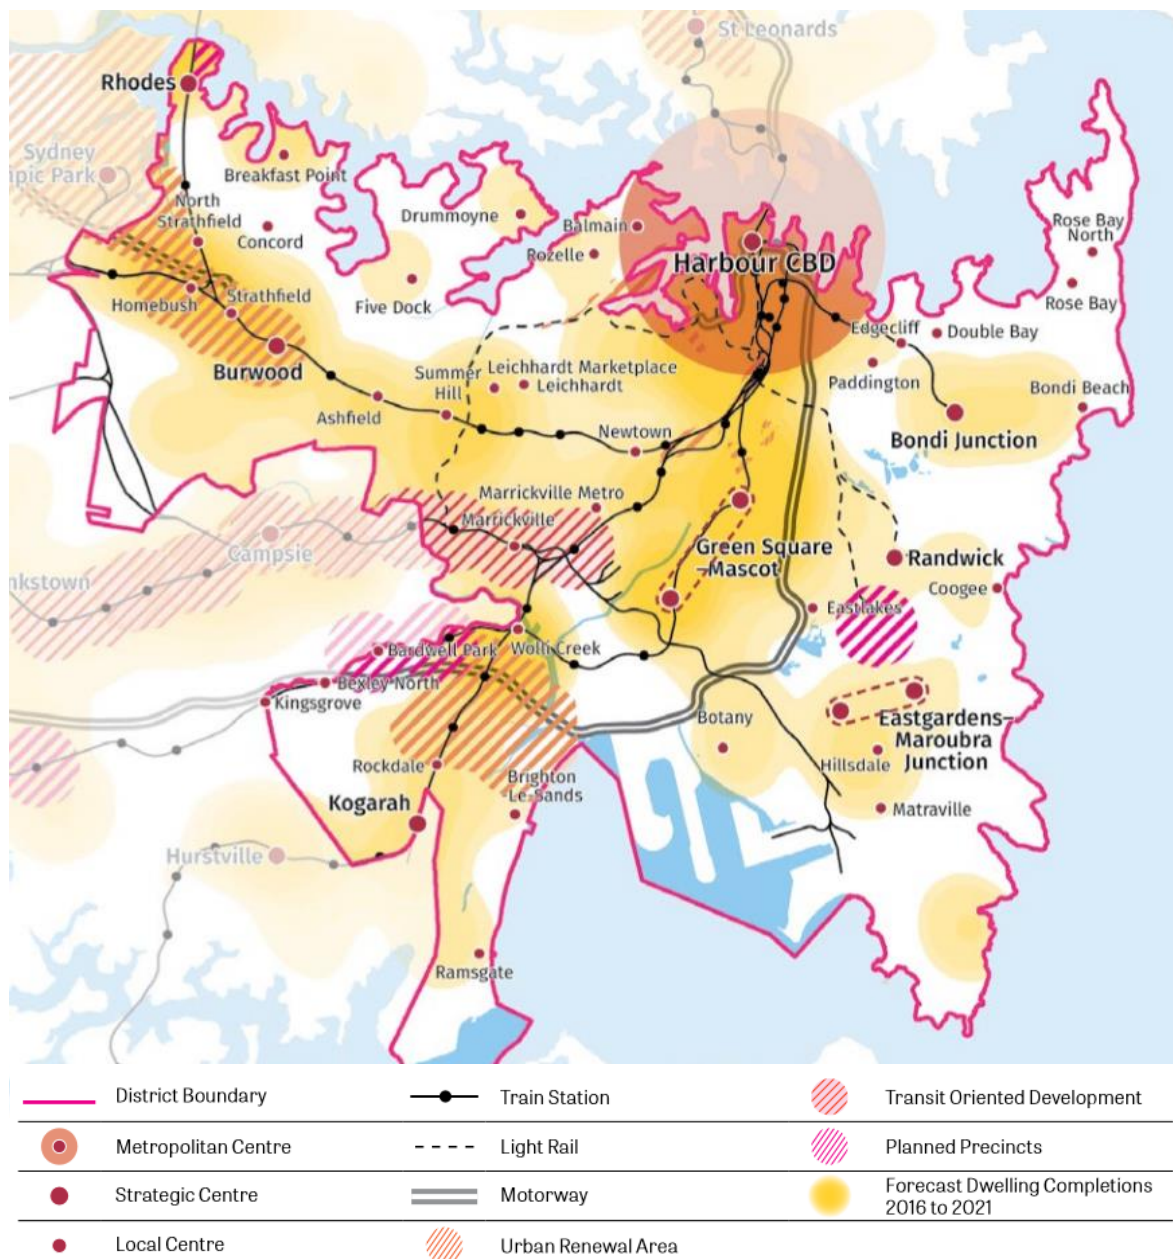 St Leonards
Rhodes
Sydney
pic Park
Breakfast Point
North
Strathfield
Concord
Drummoyne
Balmain
Rozelle
Harbour CBD
Rose Bay
North
Rose Bay
Homebush
Strathfield
Five Dock
Edgecliff
Double Bay
Burwood
Summer
Hill
Leichhardt Marketplace
Leichhardt
Paddington
Bondi Beach
Ashfield
Newtown
Bondi Junction
Marrickville Metro
Marrickville
Campsie
Green Square
–Mascot
Randwick
nkstown
Coogee
Eastlakes
Bardwell Park
Wolli Creek
Bexley North
Kingsgrove
Botany
Eastgardens–
Maroubra
Junction
Hillsdale
Rockdale
Brighton
Le-Sands
Kogarah
Matraville
Hurstville
Ramsgate
District Boundary
Train Station
Transit Oriented Development
Metropolitan Centre
Light Rail
Planned Precincts
Strategic Centre
Motorway
Forecast Dwelling Completions
2016 to 2021
Local Centre
Urban Renewal Area